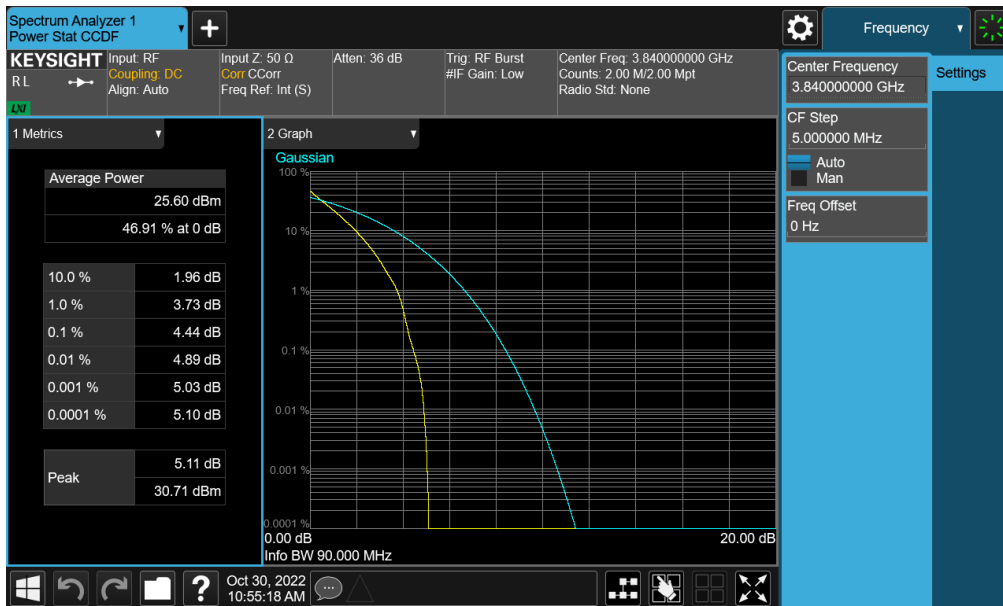 Spectrum Analyzer 1
Power Stat CCDF
+
Frequency
KEYSIGHT
R L
LXI
Input: RF
Coupling: DC
Align: Auto
Input Z: 50 Ω
Corr CCorr
Freq Ref: Int (S)
Atten: 36 dB
Trig: RF Burst
#IF Gain: Low
Center Freq: 3.840000000 GHz
Counts: 2.00 M/2.00 Mpt
Radio Std: None
Center Frequency
3.840000000 GHz
Settings
CF Step
5.000000 MHz
Auto
Man
Freq Offset
0 Hz
1 Metrics
Average Power
25.60 dBm
46.91 % at 0 dB
10.0 % 1.96 dB
1.0 % 3.73 dB
0.1 % 4.44 dB
0.01 % 4.89 dB
0.001 % 5.03 dB
0.0001 % 5.10 dB
Peak 5.11 dB
30.71 dBm
2 Graph
Gaussian
100 %
10 %
1 %
0.1 %
0.01 %
0.001 %
0.0001 %
0.00 dB 20.00 dB
Info BW 90.000 MHz
?
Oct 30, 2022
10:55:18 AM